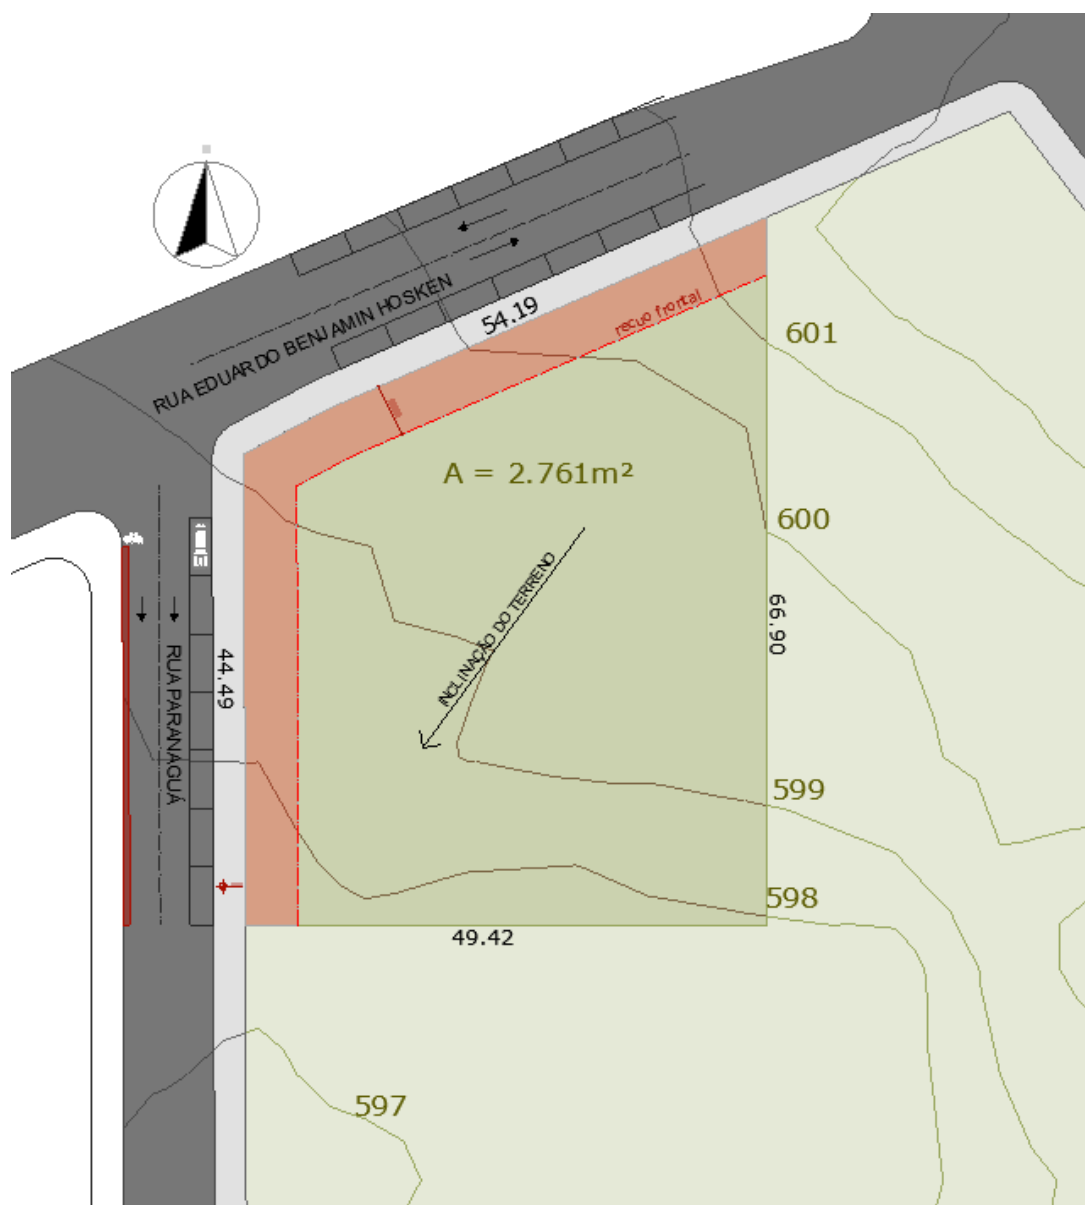 RUA EDUARDO BENJAMIN HOSKEN
54.19
recuo frontal
601
A = 2.761m²
600
INCLINAÇÃO DO TERRENO
66.90
RUA PARANAGUÁ
44.49
599
598
49.42
597